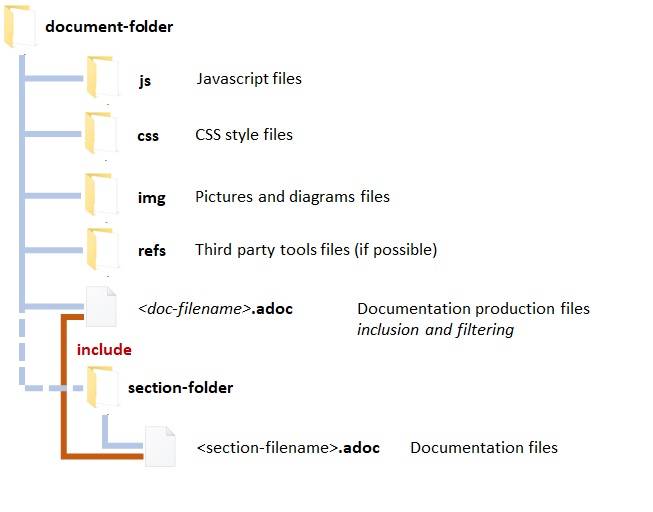 document-folder
js Javascript files
css CSS style files
img Pictures and diagrams files
refs Third party tools files (if possible)
<doc-filename>.adoc Documentation production files
inclusion and filtering
include
section-folder
<section-filename>.adoc Documentation files